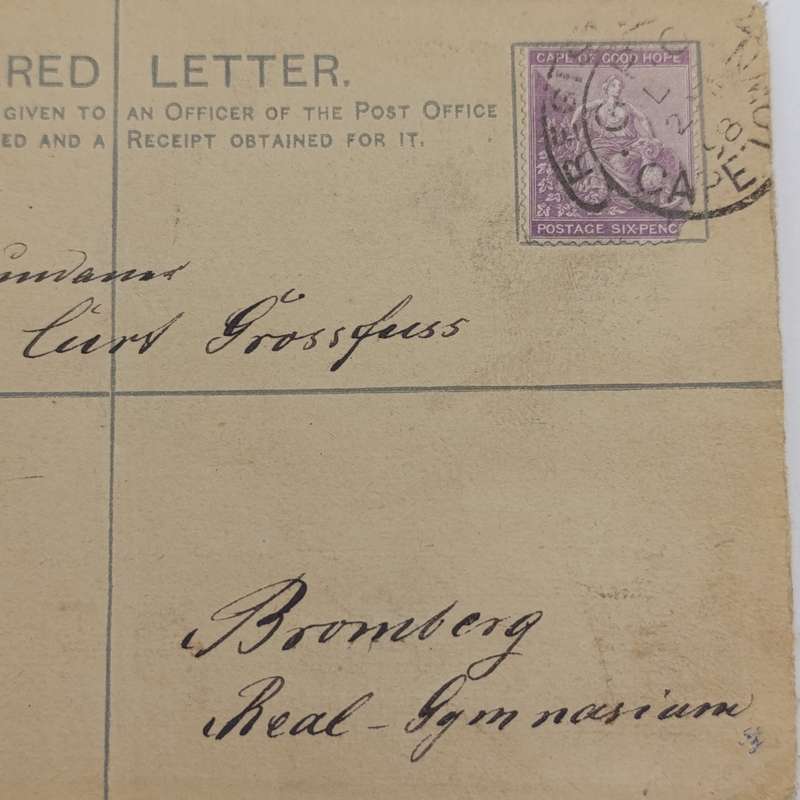 RED LETTER.
GIVEN TO AN OFFICER OF THE POST OFFICE
ED AND A RECEIPT OBTAINED FOR IT.
CAPE OF GOOD HOPE
POSTAGE SIX-PENC
Curt Grossfuss
Bromberg
Real-Gymnasium